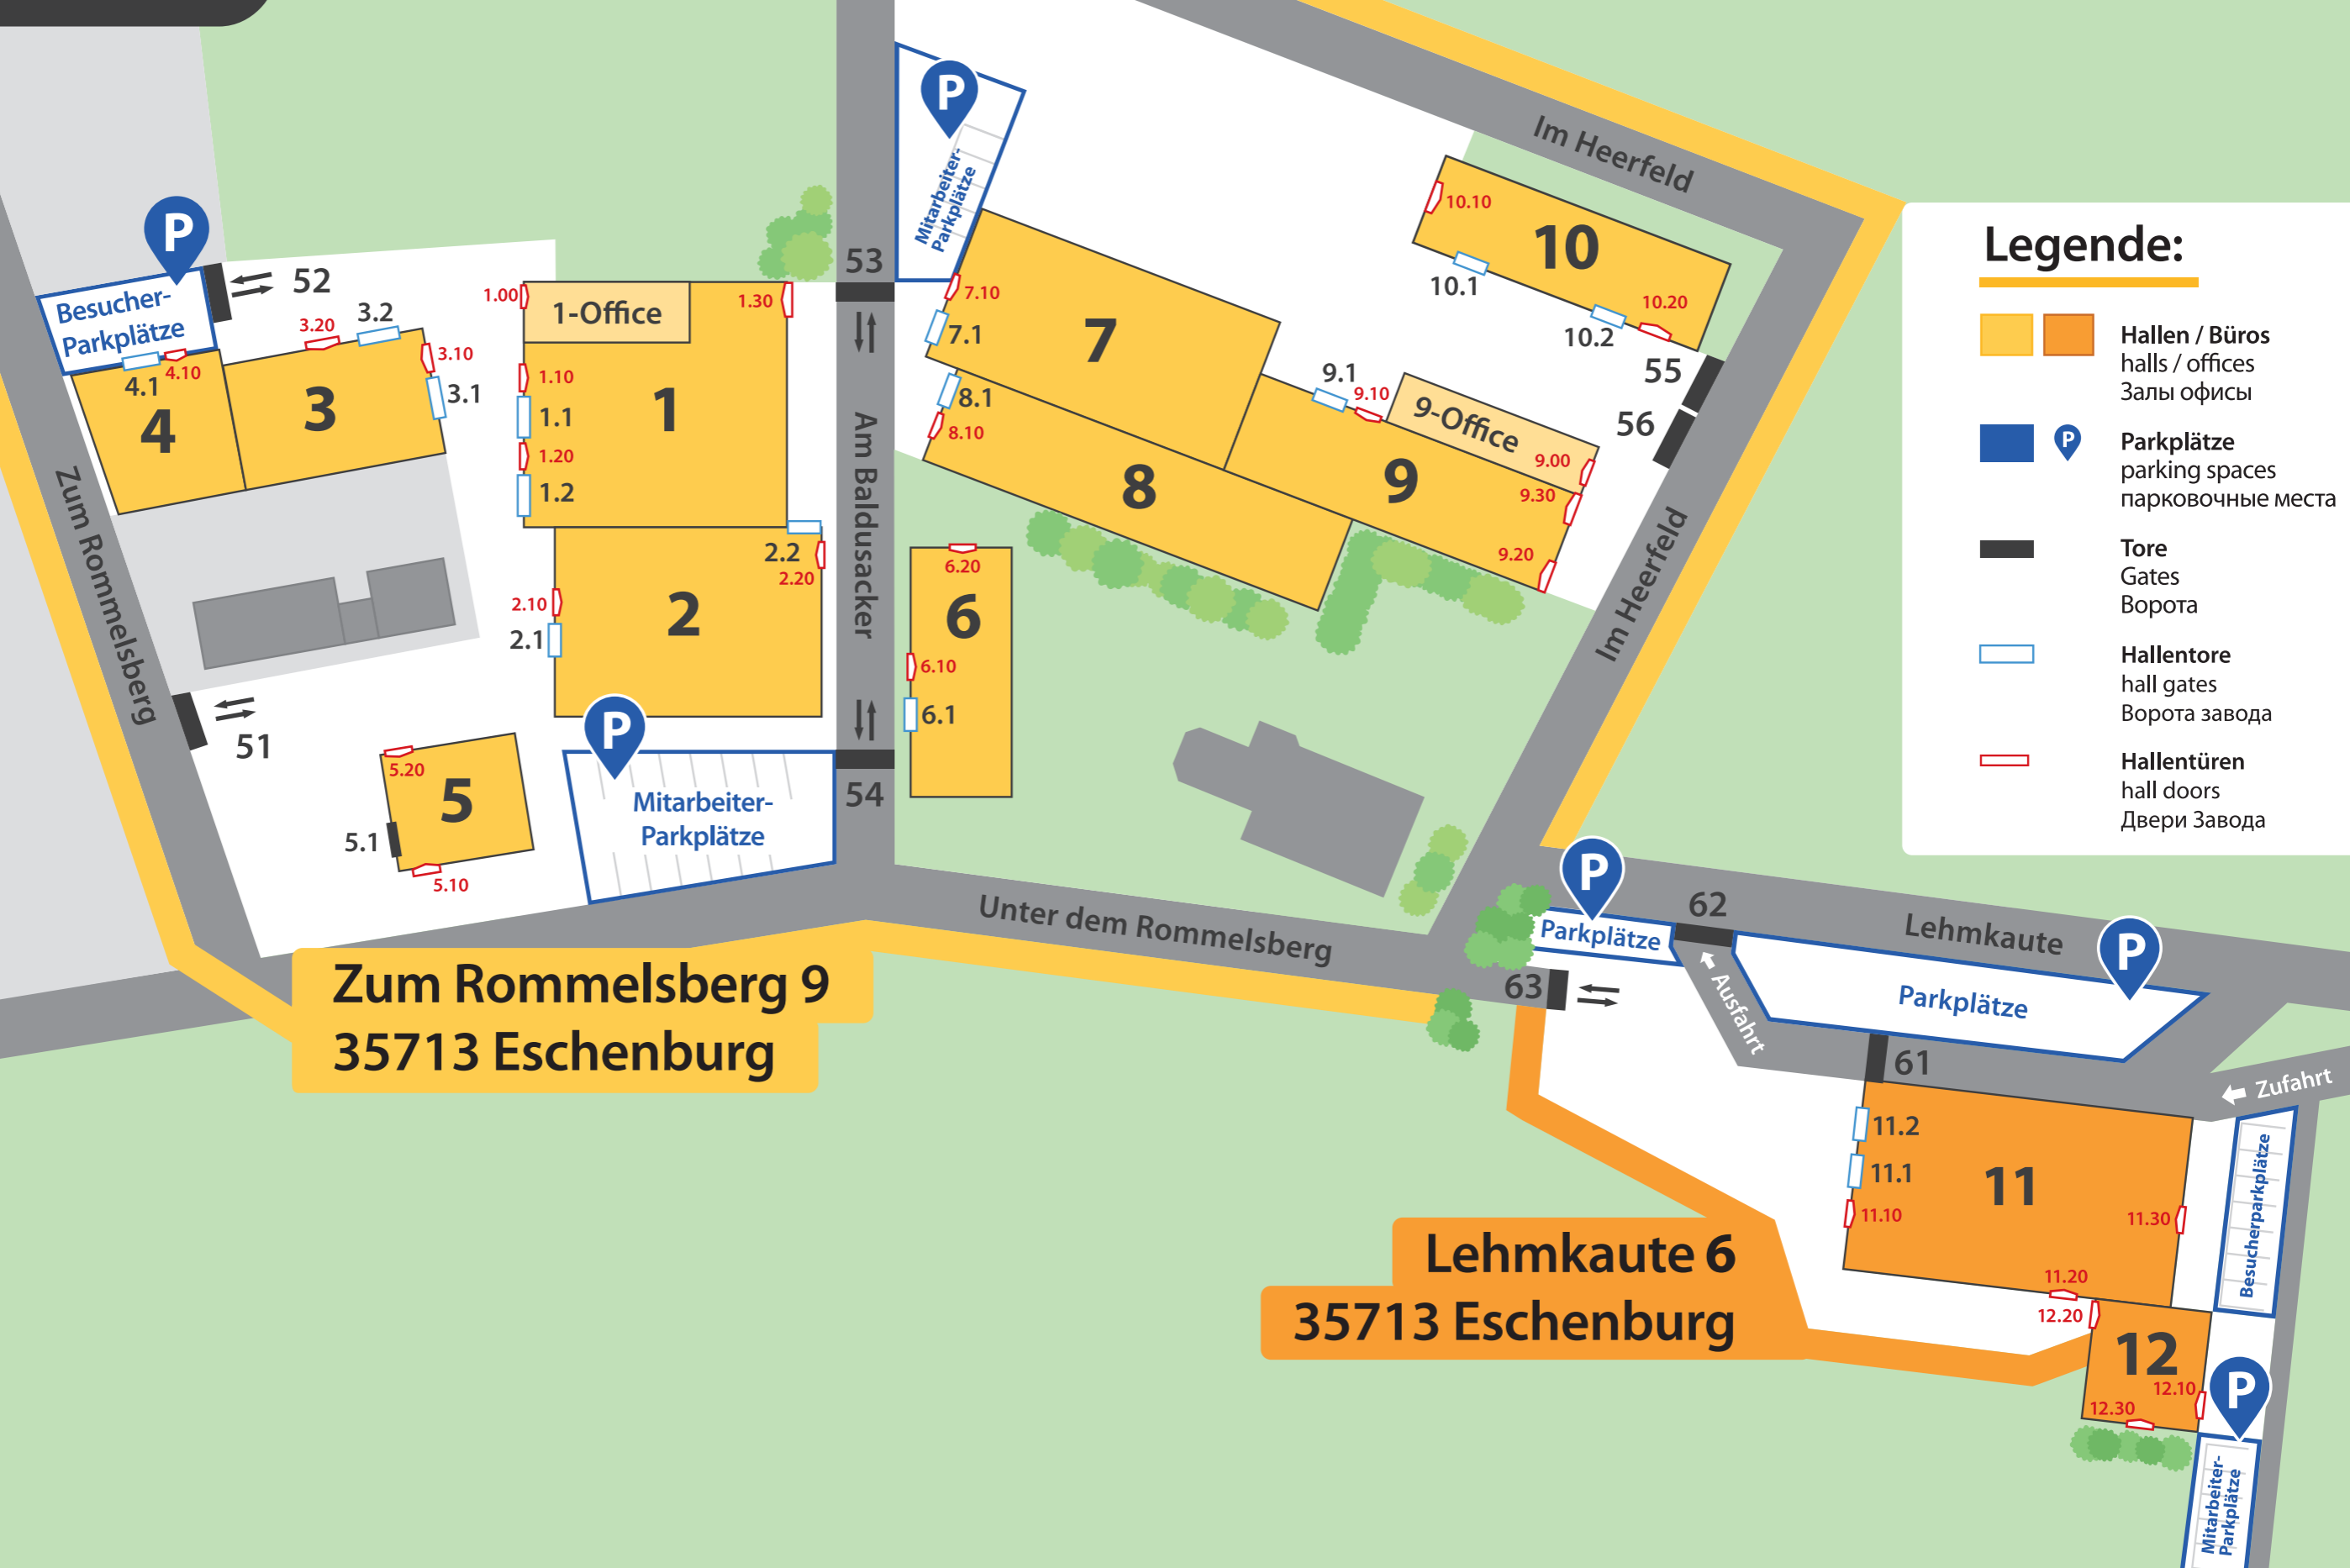 52
Besucher-
Parkplätze
3.20
3.2
4.1
4.10
3.10
3.1
4
3
Zum Rommelsberg
51
1.00
1-Office
1.30
1.10
1.1
1
1.20
1.2
2.2
2.20
2.10
2.1
2
5.20
5
5.1
5.10
Mitarbeiter-
Parkplätze
53
Am Baldusacker
54
Mitarbeiter-
Parkplätze
7.10
7.1
7
8.1
8.10
8
6.20
6
6.10
6.1
9.1
9.10
9-Office
9.00
9
9.30
9.20
Im Heerfeld
10.10
10
10.1
10.20
10.2
55
56
Im Heerfeld
Legende:
Hallen / Büros
halls / offices
Залы офисы
P
Parkplätze
parking spaces
парковочные места
Tore
Gates
Ворота
Hallentore
hall gates
Ворота завода
Hallentüren
hall doors
Двери Завода
Unter dem Rommelsberg
Zum Rommelsberg 9
35713 Eschenburg
P
P
P
P
P
P
Parkplätze
62
Lehmkaute
63
Ausfahrt
Parkplätze
61
Zufahrt
11.2
11.1
11
11.10
11.30
Besucherparkplätze
11.20
12.20
12
12.10
12.30
Mitarbeiter-
Parkplätze
Lehmkaute 6
35713 Eschenburg